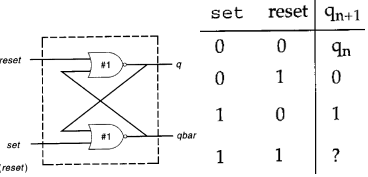 set reset qn+1
0 0 qn
0 1 0
1 0 1
1 1 ?
reset
#1
q
#1
qbar
set
(reset)